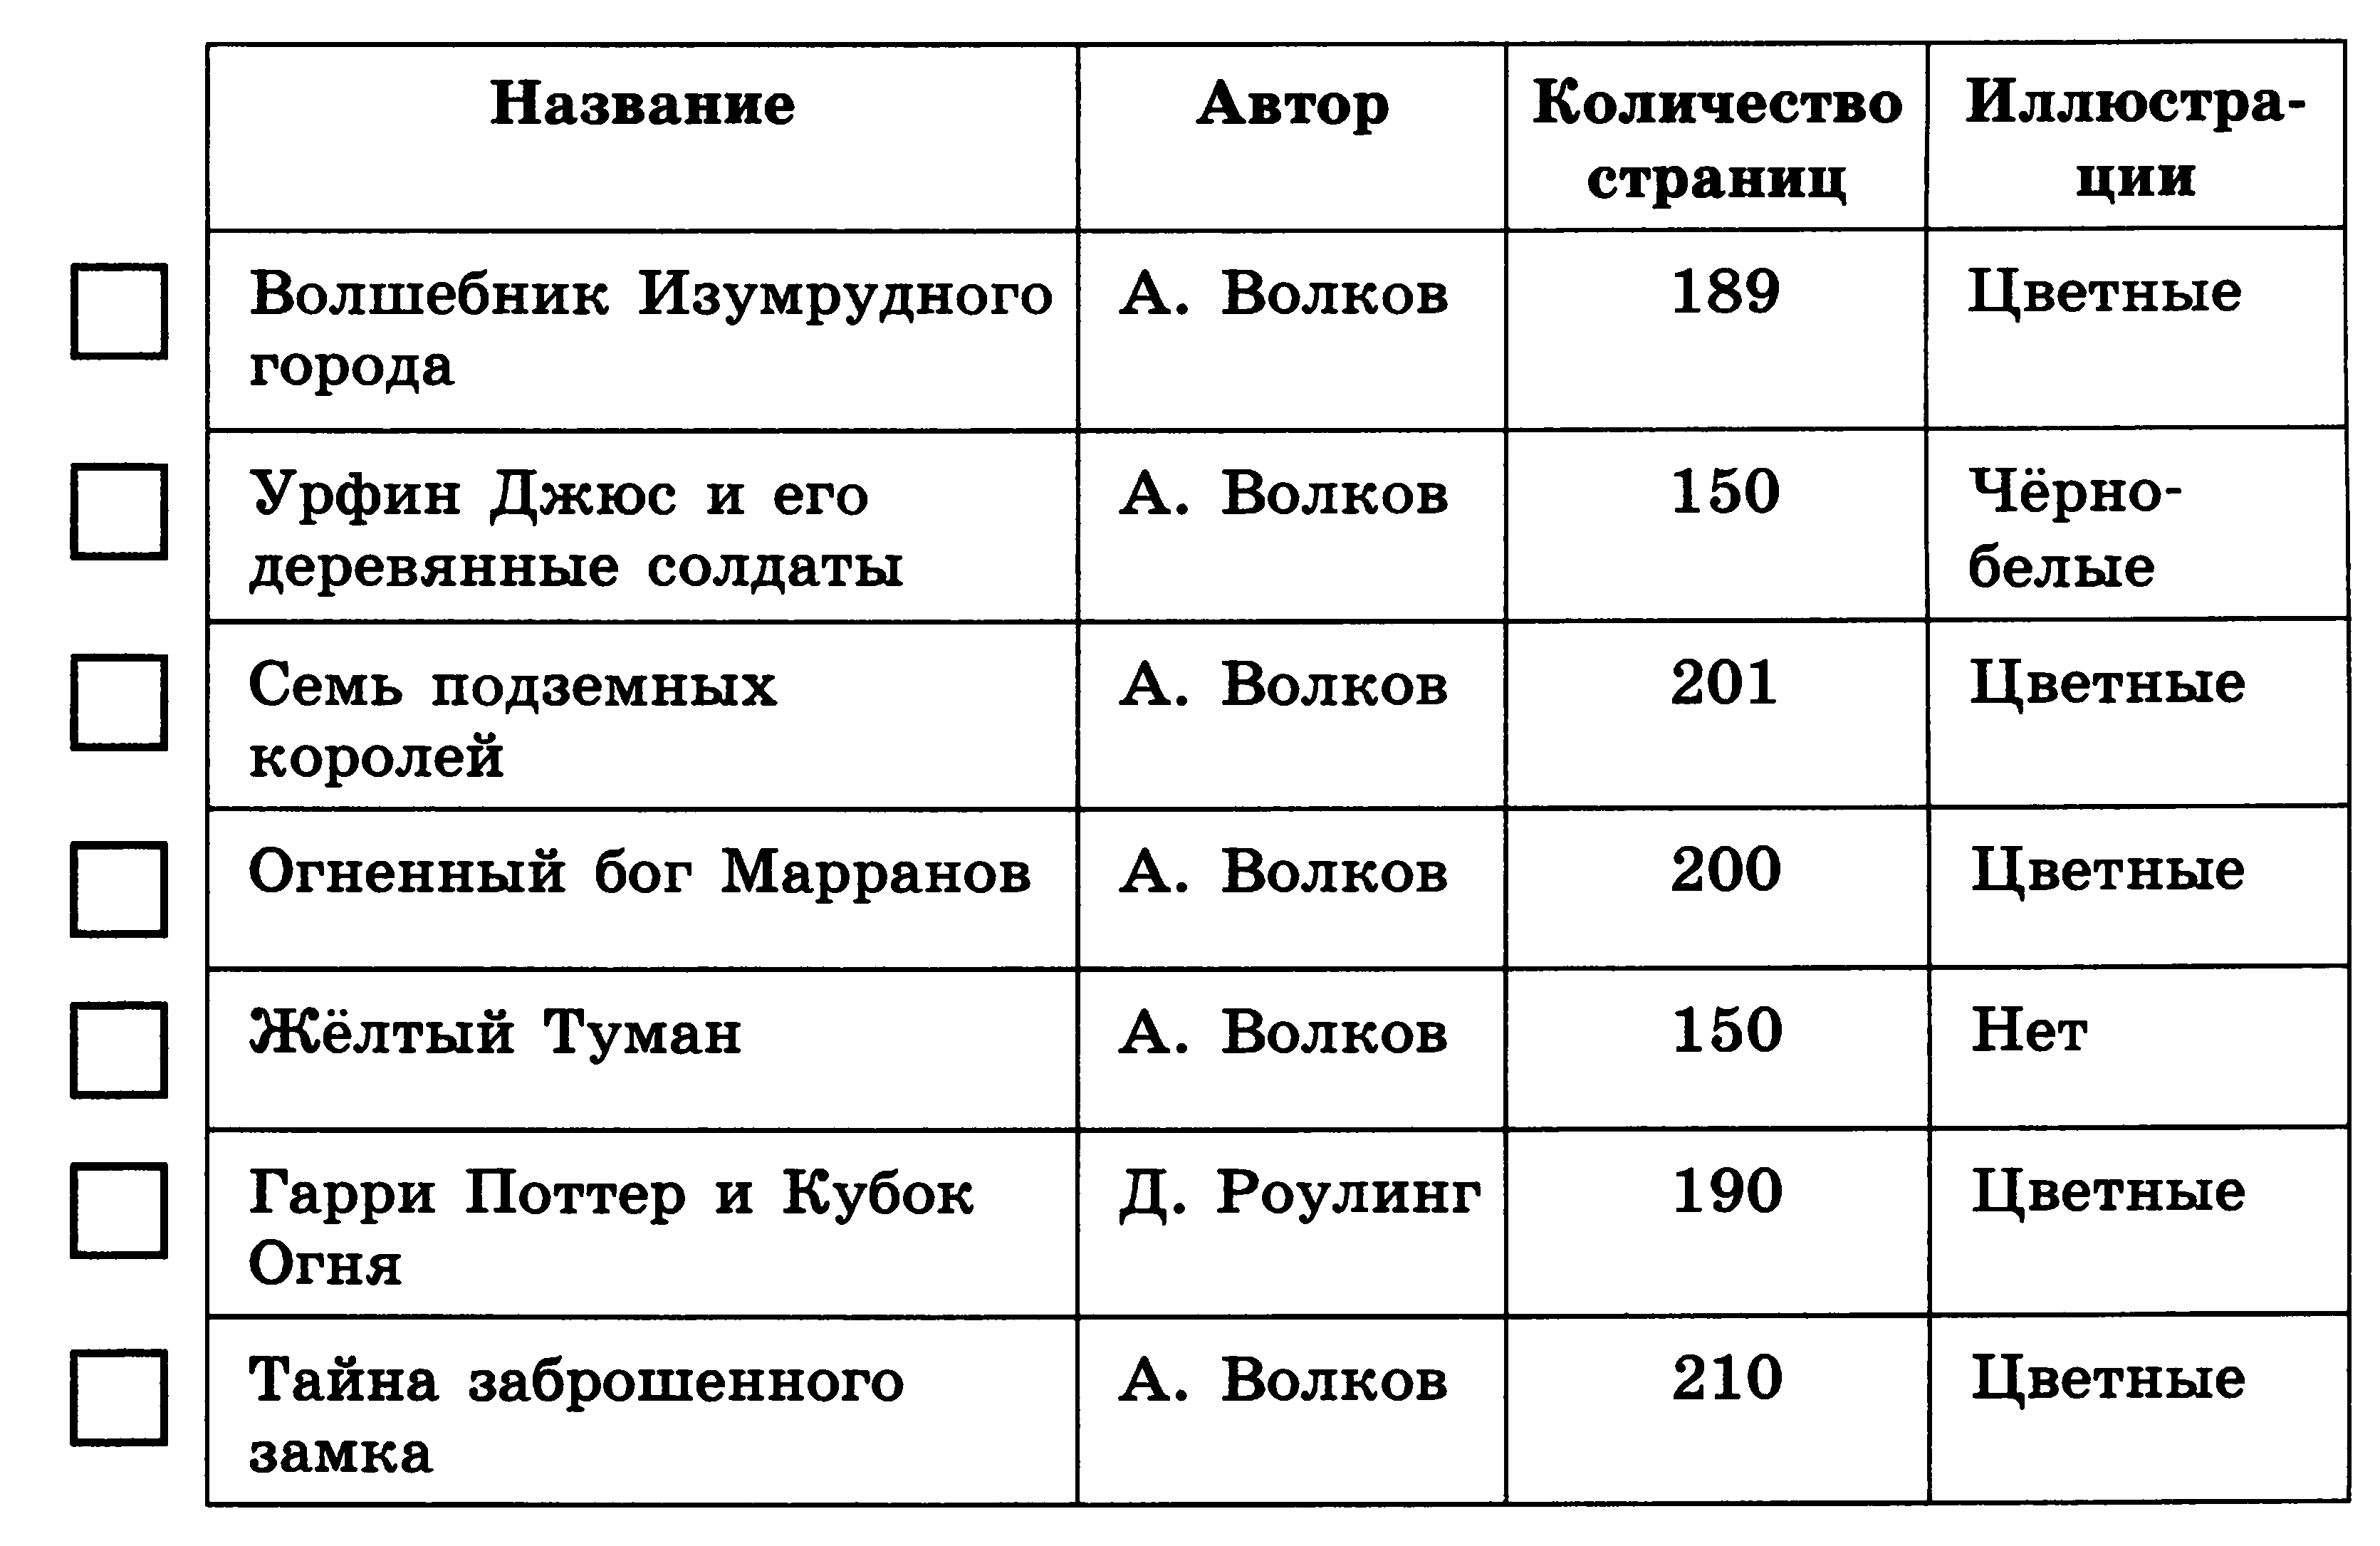 Название Автор Количество Иллюстра-
страниц ции
Волшебник Изумрудного А. Волков 189 Цветные
города
Урфин Джюс и его А. Волков 150 Чёрно-
деревянные солдаты белые
Семь подземных А. Волков 201 Цветные
королей
Огненный бог Марранов А. Волков 200 Цветные
Жёлтый Туман А. Волков 150 Нет
Гарри Поттер и Кубок Д. Роулинг 190 Цветные
Огня
Тайна заброшенного А. Волков 210 Цветные
замка